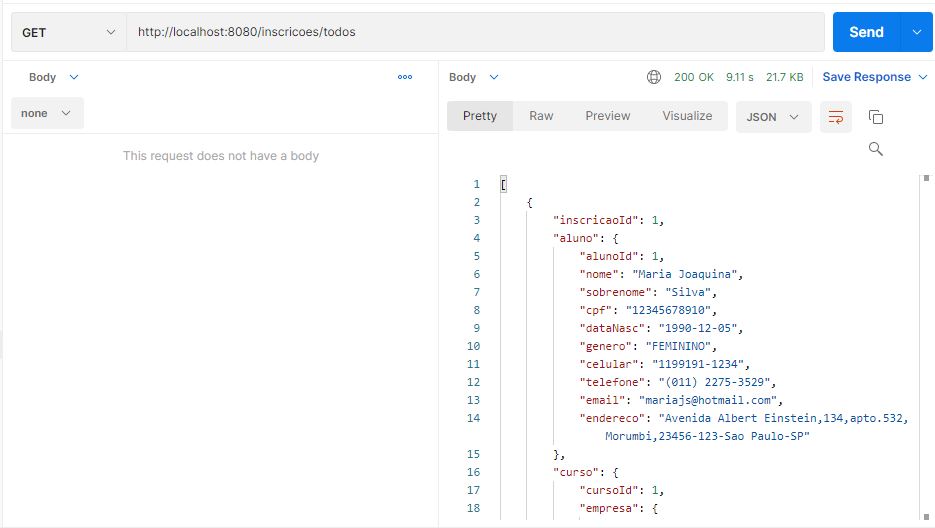 GET http://localhost:8080/inscricoes/todos Send
Body
none
This request does not have a body
Body 200 OK 9.11 s 21.7 KB Save Response
Pretty Raw Preview Visualize JSON
1 [
2 {
3 "inscricaoId": 1,
4 "aluno": {
5 "alunoId": 1,
6 "nome": "Maria Joaquina",
7 "sobrenome": "Silva",
8 "cpf": "12345678910",
9 "dataNasc": "1990-12-05",
10 "genero": "FEMININO",
11 "celular": "1199191-1234",
12 "telefone": "(011) 2275-3529",
13 "email": "mariajs@hotmail.com",
14 "endereco": "Avenida Albert Einstein,134,apto.532,
Morumbi,23456-123-Sao Paulo-SP"
15 },
16 "curso": {
17 "cursoId": 1,
18 "empresa": {